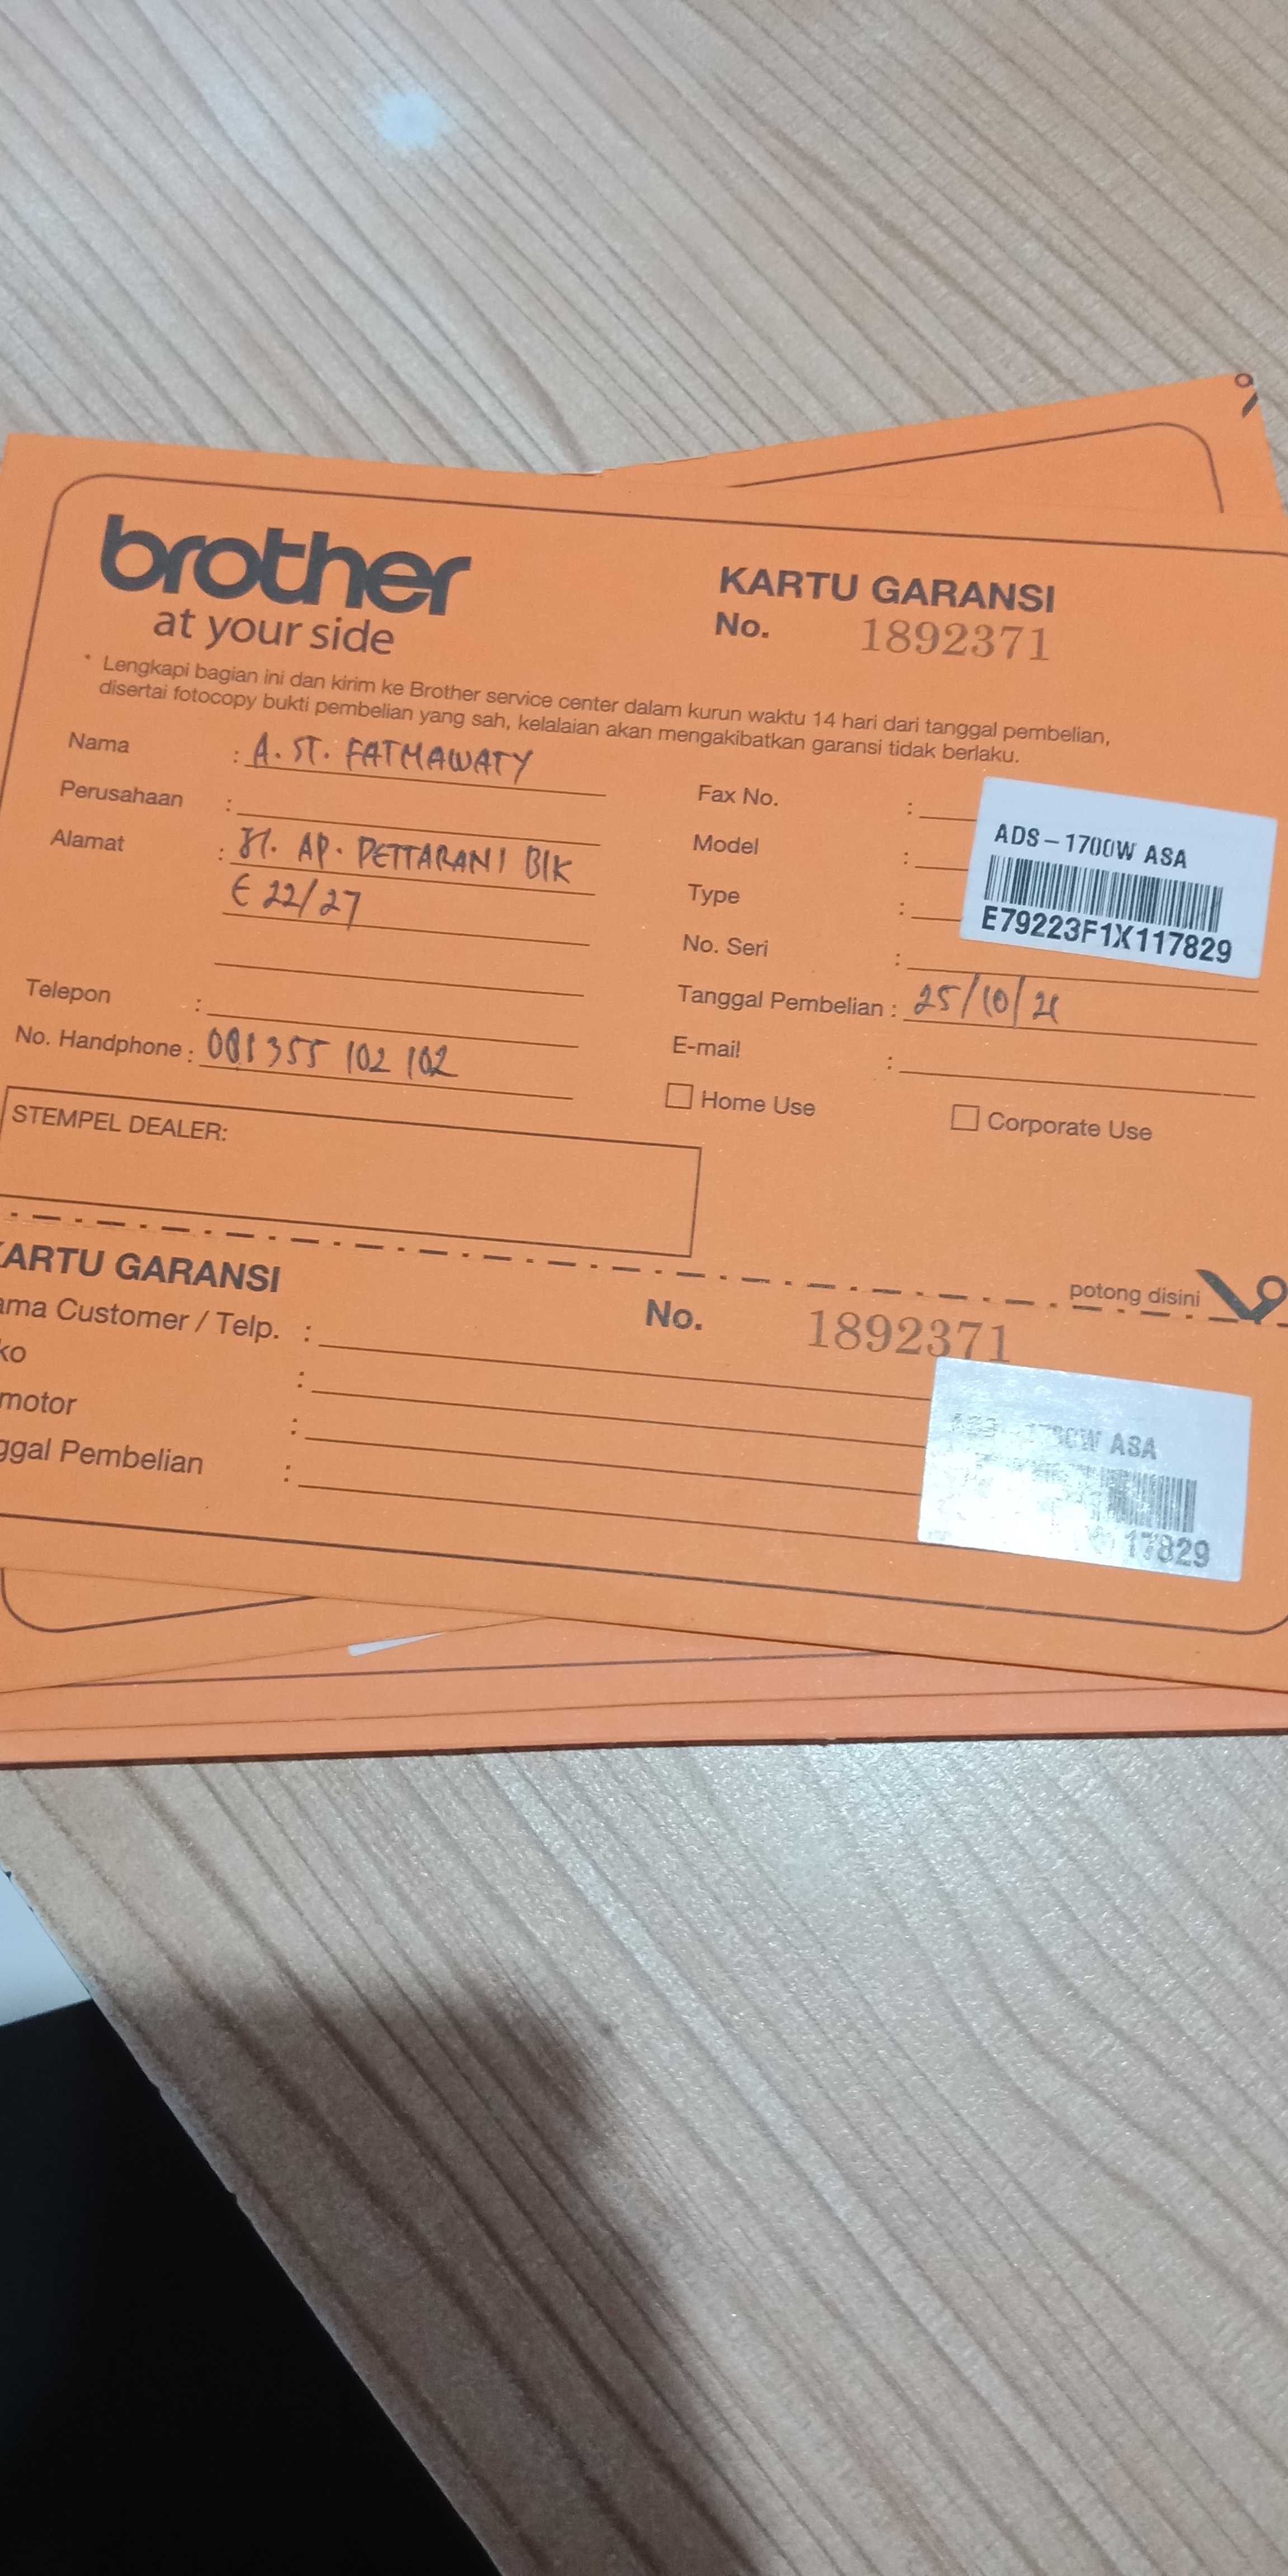 brother
at your side
KARTU GARANSI
No. 1892371
* Lengkapi bagian ini dan kirim ke Brother service center dalam kurun waktu 14 hari dari tanggal pembelian,
disertai fotocopy bukti pembelian yang sah, kelalaian akan mengakibatkan garansi tidak berlaku.
Nama : A. ST. FATMAWATY
Perusahaan :
Alamat : Jl. AP. PETTARANI BlK
E 22/27
Telepon :
No. Handphone : 081355 102 102
Fax No. :
Model :
Type :
No. Seri :
ADS-1700W ASA
E79223F1X117829
Tanggal Pembelian : 25/10/21
E-mail :
Home Use
Corporate Use
STEMPEL DEALER:
potong disini
KARTU GARANSI
No. 1892371
ama Customer / Telp. :
ko :
motor :
ggal Pembelian :
1700W ASA
117829